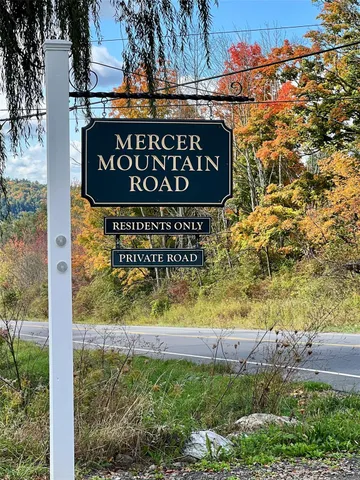 MERCER
MOUNTAIN
ROAD
RESIDENTS ONLY
PRIVATE ROAD